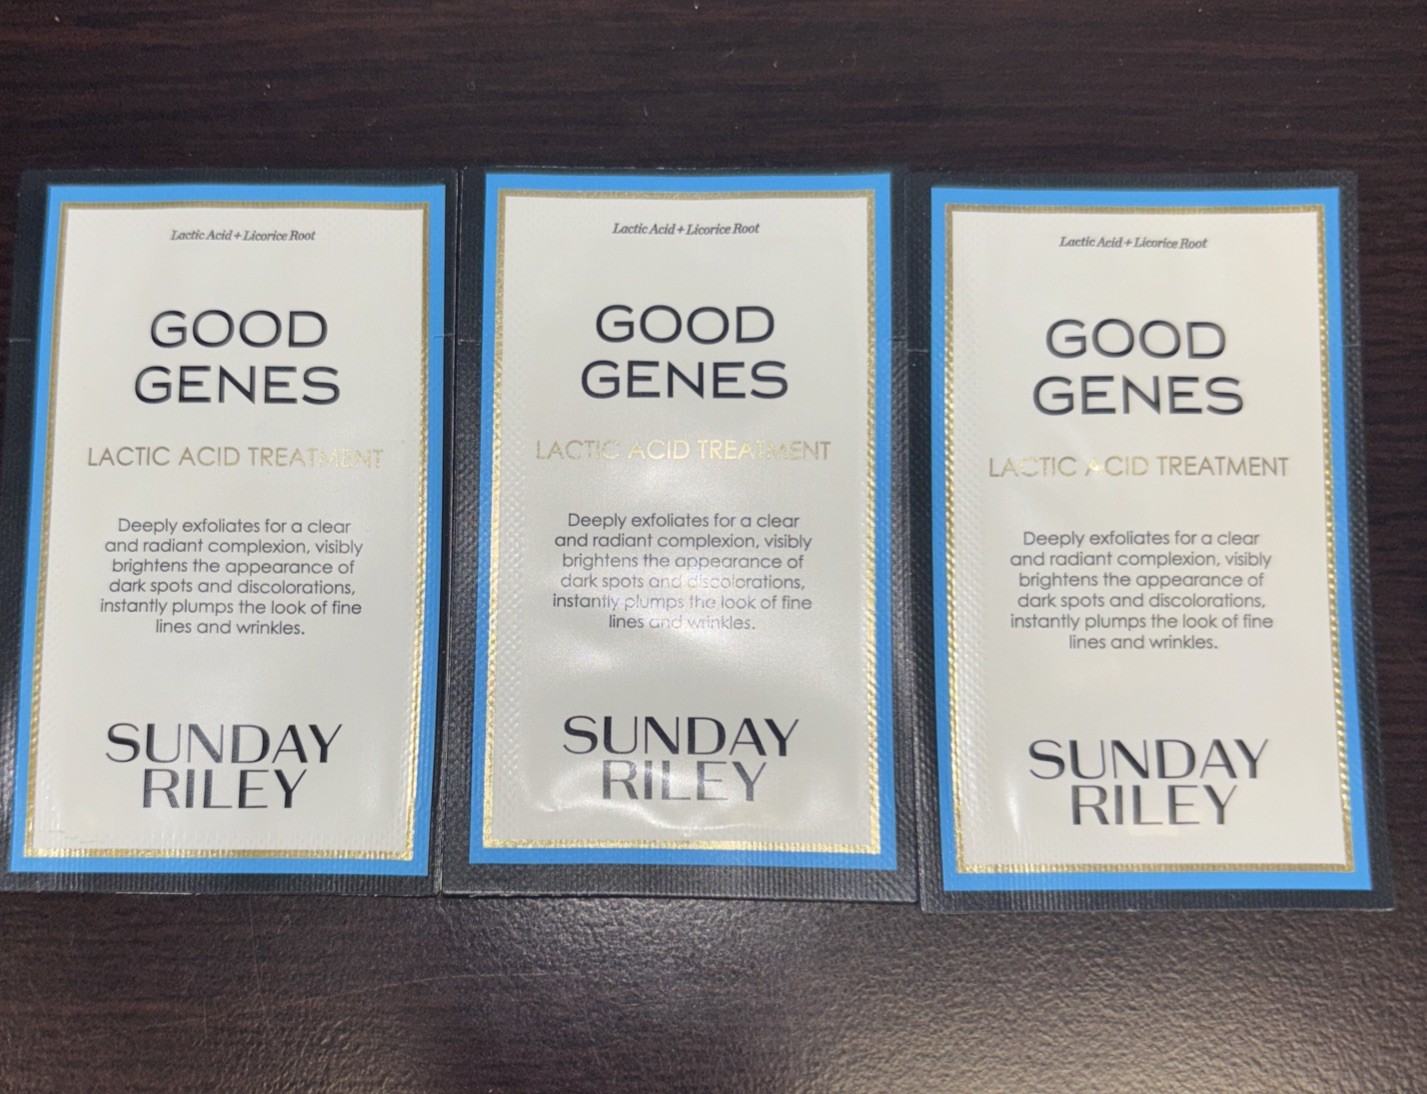 Lactic Acid + Licorice Root
GOOD
GENES
LACTIC ACID TREATMENT
Deeply exfoliates for a clear
and radiant complexion, visibly
brightens the appearance of
dark spots and discolorations,
instantly plumps the look of fine
lines and wrinkles.
SUNDAY
RILEY
Lactic Acid + Licorice Root
GOOD
GENES
LACTIC ACID TREATMENT
Deeply exfoliates for a clear
and radiant complexion, visibly
brightens the appearance of
dark spots and discolorations,
instantly plumps the look of fine
lines and wrinkles.
SUNDAY
RILEY
Lactic Acid + Licorice Root
GOOD
GENES
LACTIC ACID TREATMENT
Deeply exfoliates for a clear
and radiant complexion, visibly
brightens the appearance of
dark spots and discolorations,
instantly plumps the look of fine
lines and wrinkles.
SUNDAY
RILEY